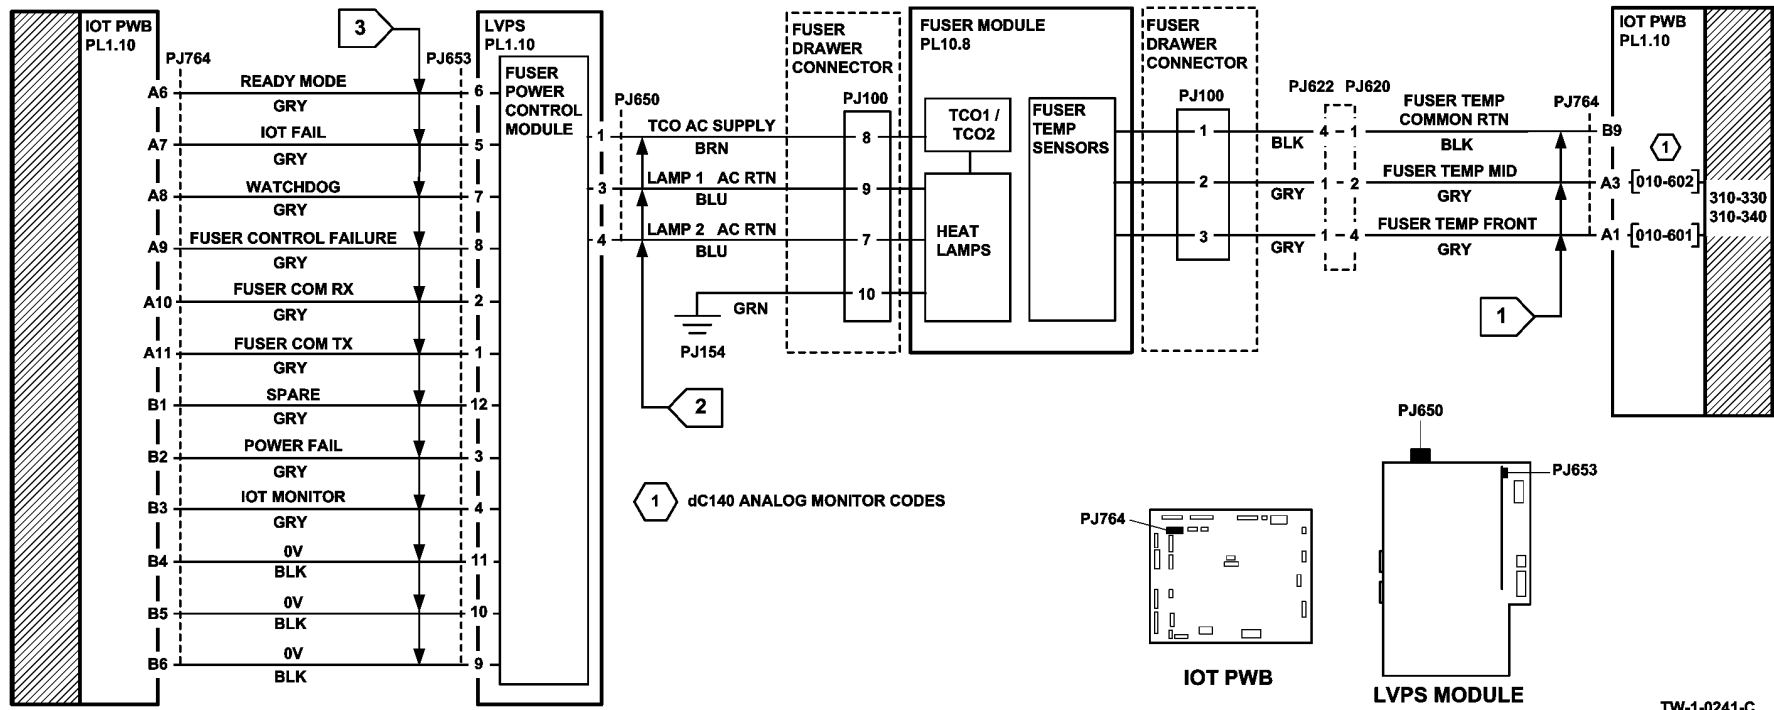 IOT PWB
PL1.10
PJ764
3
PJ653
LVPS
PL1.10
FUSER
POWER
CONTROL
MODULE
A6 READY MODE 6
GRY
A7 IOT FAIL 5
GRY
A8 WATCHDOG 7
GRY
A9 FUSER CONTROL FAILURE 8
GRY
A10 FUSER COM RX 2
GRY
A11 FUSER COM TX 1
GRY
B1 SPARE 12
GRY
B2 POWER FAIL 3
GRY
B3 IOT MONITOR 4
GRY
B4 0V 11
BLK
B5 0V 10
BLK
B6 0V 9
BLK
PJ650
1 TCO AC SUPPLY 8
BRN
3 LAMP 1 AC RTN 9
BLU
4 LAMP 2 AC RTN 7
BLU
10
GRN
PJ154
2
FUSER
DRAWER
CONNECTOR
PJ100
FUSER MODULE
PL10.8
TCO1 /
TCO2
HEAT
LAMPS
FUSER
TEMP
SENSORS
FUSER
DRAWER
CONNECTOR
PJ100
1
2
3
PJ622 PJ620
BLK 4 1
GRY 1 2
GRY 1 4
FUSER TEMP
COMMON RTN
BLK
FUSER TEMP MID
GRY
FUSER TEMP FRONT
GRY
1
PJ764
IOT PWB
PL1.10
B9
1
A3 [010-602]
A1 [010-601]
310-330
310-340
1 dC140 ANALOG MONITOR CODES
PJ764
IOT PWB
PJ650
PJ653
LVPS MODULE
TW-1-0241-C